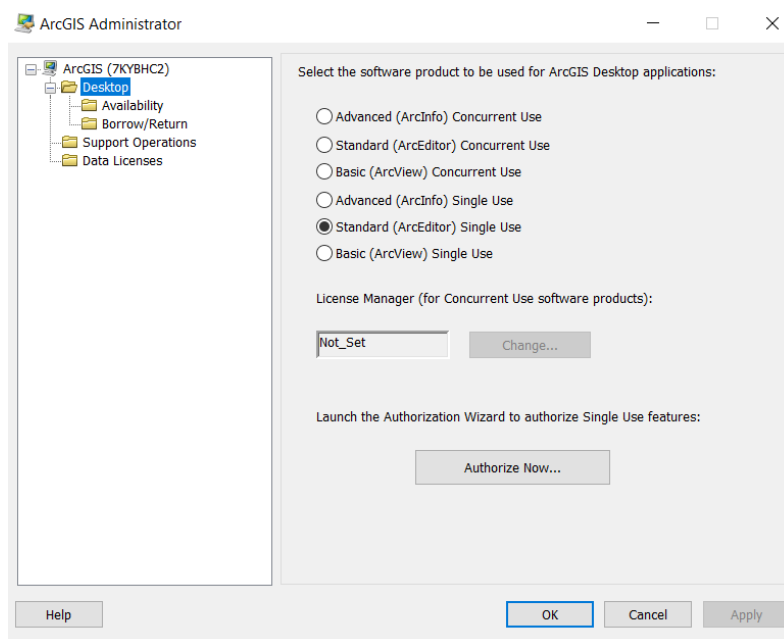 ArcGIS Administrator
ArcGIS (7KYBHC2)
Desktop
Availability
Borrow/Return
Support Operations
Data Licenses
Select the software product to be used for ArcGIS Desktop applications:
Advanced (ArcInfo) Concurrent Use
Standard (ArcEditor) Concurrent Use
Basic (ArcView) Concurrent Use
Advanced (ArcInfo) Single Use
Standard (ArcEditor) Single Use
Basic (ArcView) Single Use
License Manager (for Concurrent Use software products):
Not_Set
Change...
Launch the Authorization Wizard to authorize Single Use features:
Authorize Now...
Help
OK
Cancel
Apply